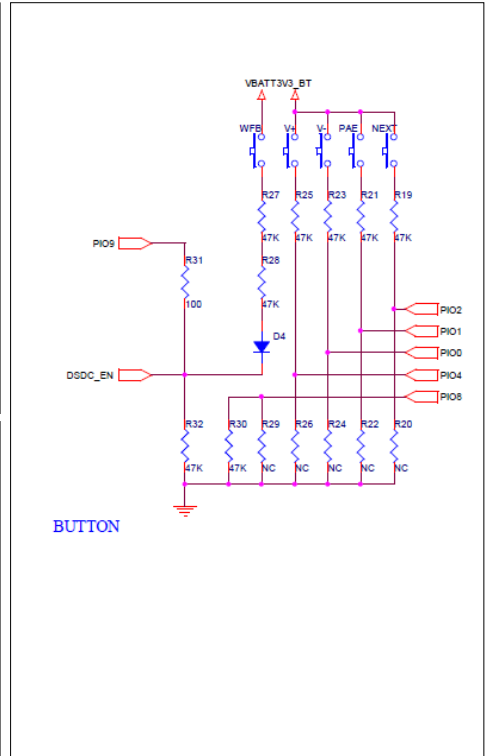 VBATT3V3_BT
WFB V+ V- PAE NEXT
R27 R25 R23 R21 R19
47K 47K 47K 47K 47K
PIO9
R31 R28
100 47K
PIO2
D4
PIO1
PIO0
DSDC_EN PIO4
PIO8
R32 R30 R29 R26 R24 R22 R20
47K 47K NC NC NC NC NC
BUTTON